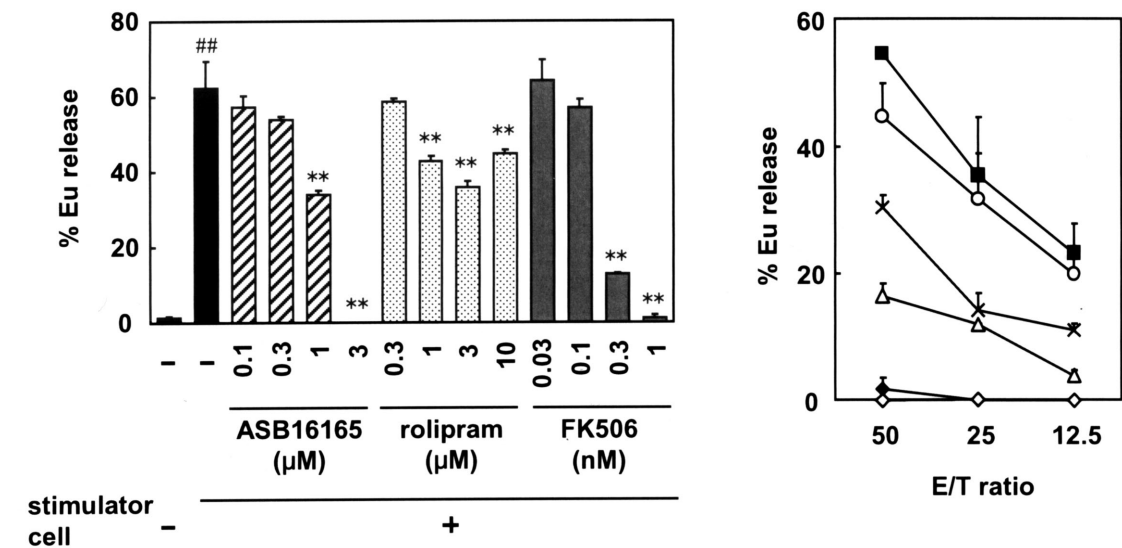 % Eu release
80
60
40
20
0
##
**
**
**
**
**
**
**
– – 0.1 0.3 1 3 0.3 1 3 10 0.03 0.1 0.3 1
ASB16165 rolipram FK506
(μM) (μM) (nM)
stimulator
cell – +
% Eu release
60
40
20
0
50 25 12.5
E/T ratio